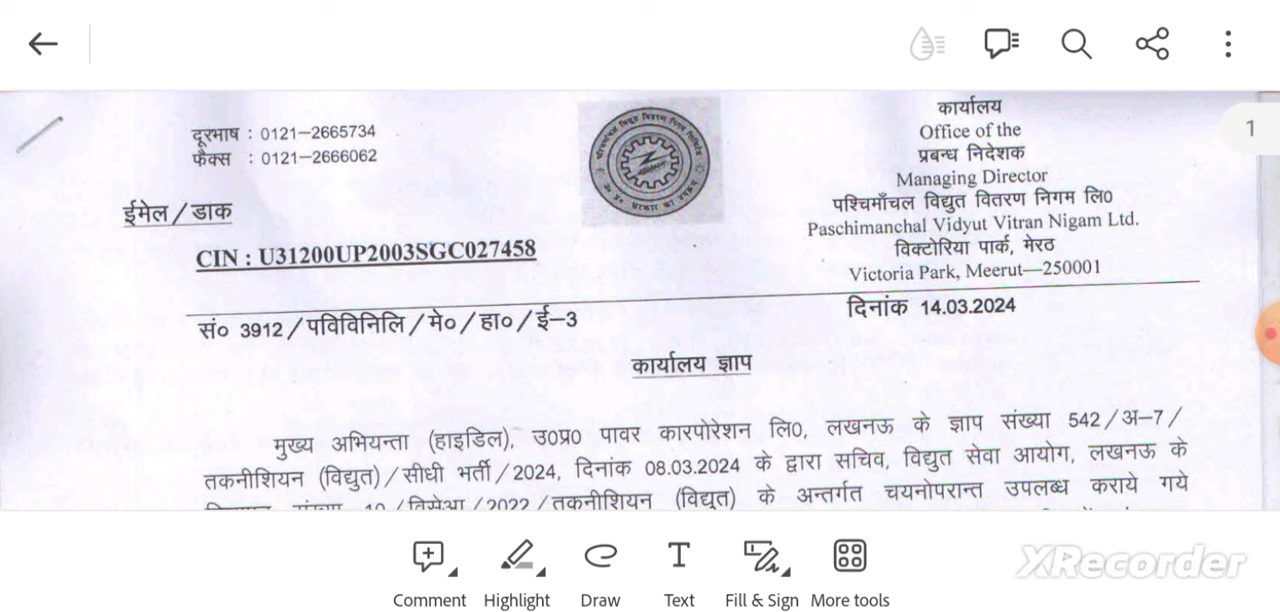 1
दूरभाष : 0121–2665734
फैक्स : 0121–2666062
ईमेल/डाक
CIN : U31200UP2003SGC027458
कार्यालय
Office of the
प्रबन्ध निदेशक
Managing Director
पश्चिमाँचल विद्युत वितरण निगम लि0
Paschimanchal Vidyut Vitran Nigam Ltd.
विक्टोरिया पार्क, मेरठ
Victoria Park, Meerut—250001
सं० 3912/पविविनिलि/मे०/हा०/ई–3
दिनांक 14.03.2024
कार्यालय ज्ञाप
मुख्य अभियन्ता (हाइडिल), उ0प्र0 पावर कारपोरेशन लि0, लखनऊ के ज्ञाप संख्या 542/अ–7/
तकनीशियन (विद्युत)/सीधी भर्ती/2024, दिनांक 08.03.2024 के द्वारा सचिव, विद्युत सेवा आयोग, लखनऊ के
संख्या 10/विसेआ/2022/तकनीशियन (विद्युत) के अन्तर्गत चयनोपरान्त उपलब्ध कराये गये
Comment Highlight Draw Text Fill & Sign More tools
XRecorder